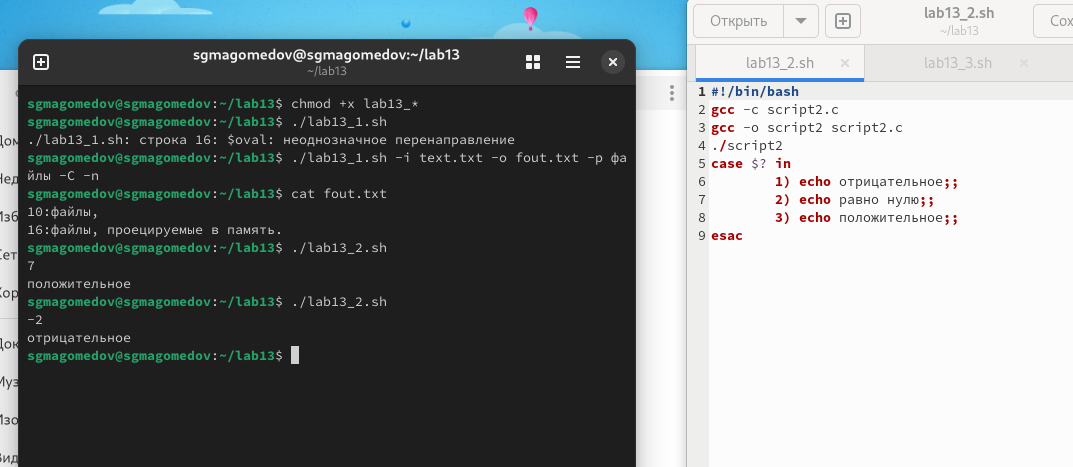 sgmagomedov@sgmagomedov:~/lab13
~/lab13
sgmagomedov@sgmagomedov:~/lab13$ chmod +x lab13_*
sgmagomedov@sgmagomedov:~/lab13$ ./lab13_1.sh
./lab13_1.sh: строка 16: $oval: неоднозначное перенаправление
sgmagomedov@sgmagomedov:~/lab13$ ./lab13_1.sh -i text.txt -o fout.txt -p фа
йлы -C -n
sgmagomedov@sgmagomedov:~/lab13$ cat fout.txt
10:файлы,
16:файлы, проецируемые в память.
sgmagomedov@sgmagomedov:~/lab13$ ./lab13_2.sh
7
положительное
sgmagomedov@sgmagomedov:~/lab13$ ./lab13_2.sh
-2
отрицательное
sgmagomedov@sgmagomedov:~/lab13$
Открыть
lab13_2.sh
~/lab13
Сох
lab13_2.sh
lab13_3.sh
1 #!/bin/bash
2 gcc -c script2.c
3 gcc -o script2 script2.c
4 ./script2
5 case $? in
6 1) echo отрицательное;;
7 2) echo равно нулю;;
8 3) echo положительное;;
9 esac